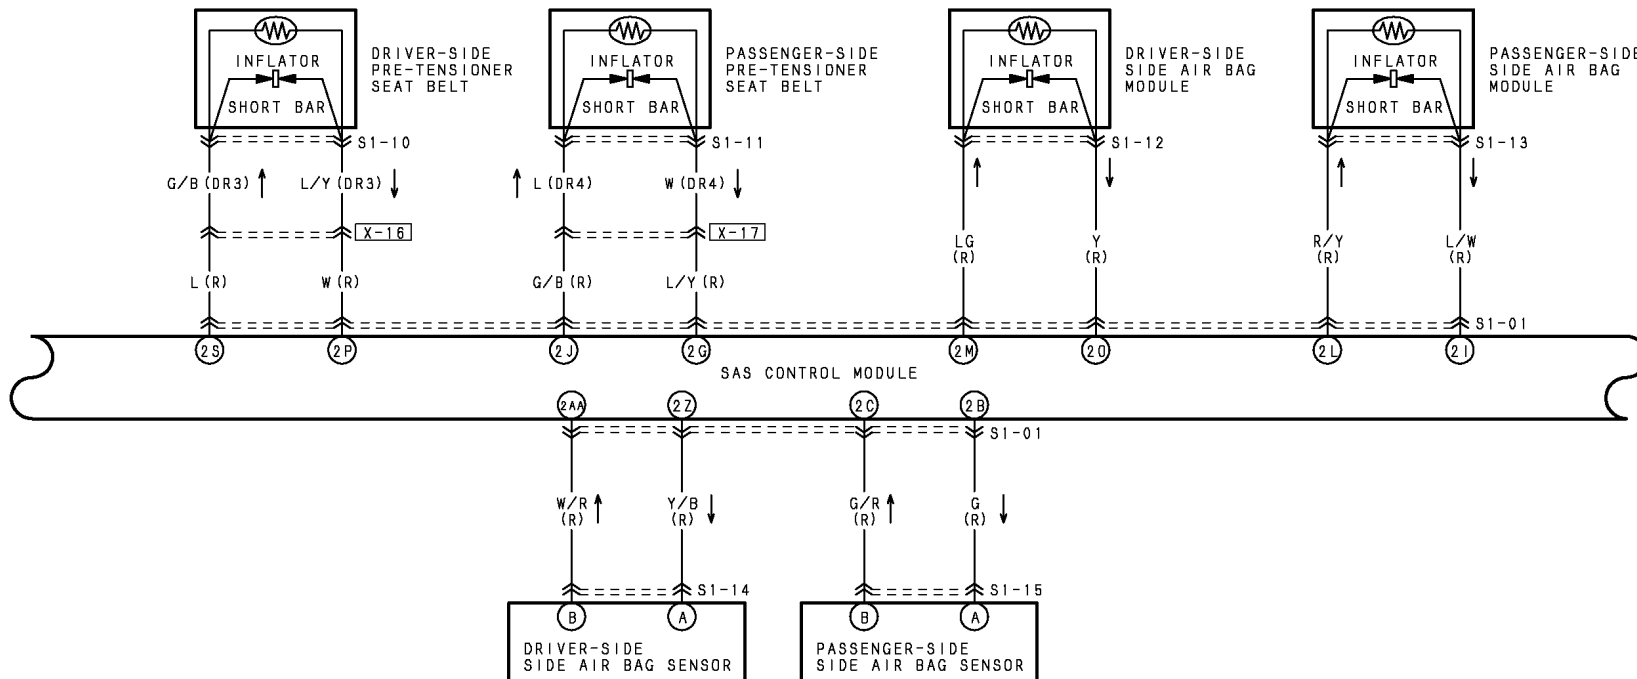 INFLATOR
SHORT BAR
DRIVER-SIDE
PRE-TENSIONER
SEAT BELT
INFLATOR
SHORT BAR
PASSENGER-SIDE
PRE-TENSIONER
SEAT BELT
INFLATOR
SHORT BAR
DRIVER-SIDE
SIDE AIR BAG
MODULE
INFLATOR
SHORT BAR
PASSENGER-SIDE
SIDE AIR BAG
MODULE
S1-10
S1-11
S1-12
S1-13
G/B (DR3)
L/Y (DR3)
L (DR4)
W (DR4)
X-16
X-17
LG
(R)
Y
(R)
R/Y
(R)
L/W
(R)
L (R)
W (R)
G/B (R)
L/Y (R)
S1-01
2S
2P
2J
2G
2M
2O
2L
2I
SAS CONTROL MODULE
2AA
2Z
2C
2B
S1-01
W/R
(R)
Y/B
(R)
G/R
(R)
G
(R)
S1-14
S1-15
B
A
B
A
DRIVER-SIDE
SIDE AIR BAG SENSOR
PASSENGER-SIDE
SIDE AIR BAG SENSOR